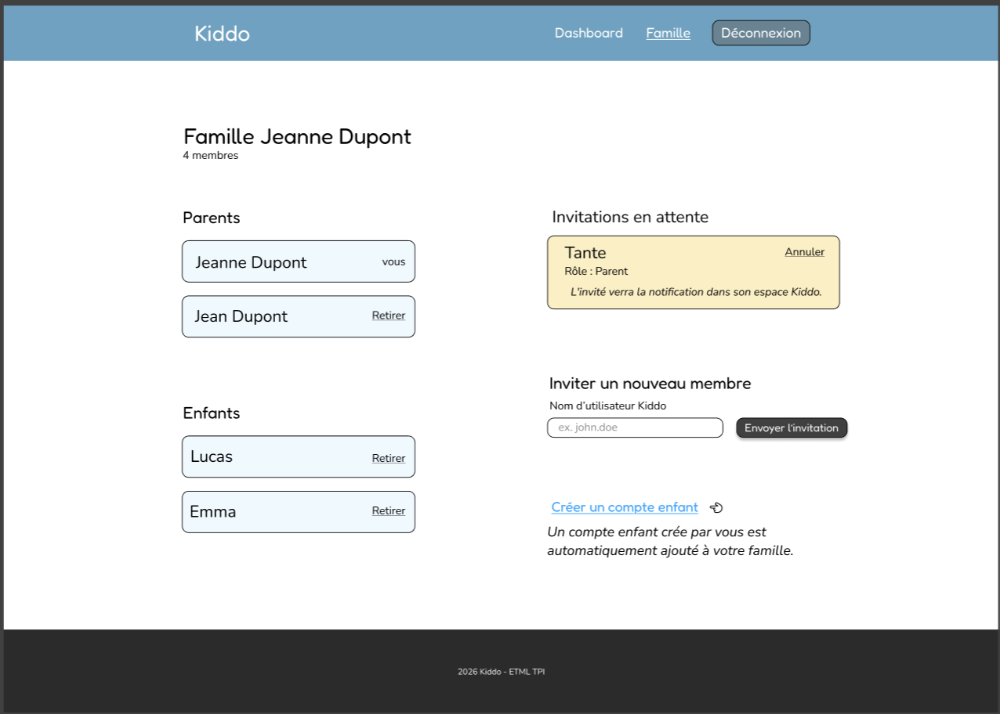 Kiddo
Dashboard
Famille
Déconnexion
Famille Jeanne Dupont
4 membres
Parents
Jeanne Dupont
vous
Jean Dupont
Retirer
Enfants
Lucas
Retirer
Emma
Retirer
Invitations en attente
Tante
Annuler
Rôle : Parent
L'invité verra la notification dans son espace Kiddo.
Inviter un nouveau membre
Nom d'utilisateur Kiddo
ex. john.doe
Envoyer l'invitation
Créer un compte enfant
Un compte enfant crée par vous est
automatiquement ajouté à votre famille.
2026 Kiddo - ETML TPI